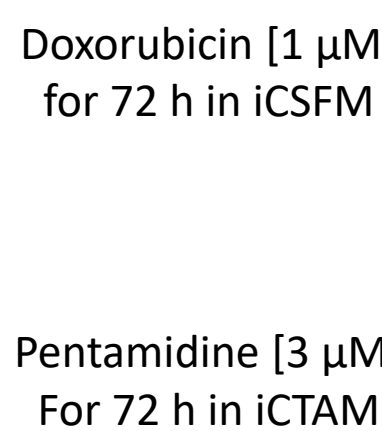 Doxorubicin [1 μM
for 72 h in iCSFM
Pentamidine [3 μM
For 72 h in iCTAM